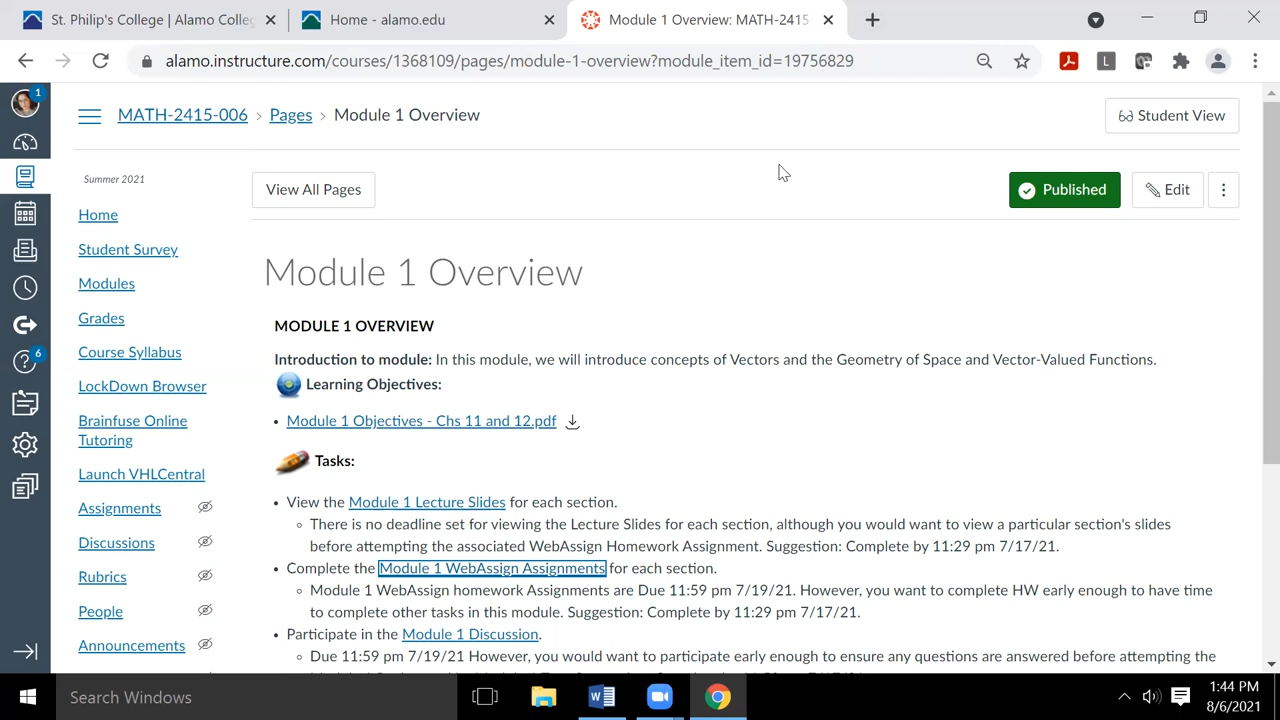 St. Philip's College | Alamo Colleg
Home - alamo.edu
Module 1 Overview: MATH-2415
alamo.instructure.com/courses/1368109/pages/module-1-overview?module_item_id=19756829
L
1
MATH-2415-006 > Pages > Module 1 Overview
Student View
Summer 2021
View All Pages
Published
Edit
Home
Student Survey
Modules
Grades
Course Syllabus
LockDown Browser
Brainfuse Online
Tutoring
Launch VHLCentral
Assignments
Discussions
Rubrics
People
Announcements
6
Module 1 Overview
MODULE 1 OVERVIEW
Introduction to module: In this module, we will introduce concepts of Vectors and the Geometry of Space and Vector-Valued Functions.
Learning Objectives:
• Module 1 Objectives - Chs 11 and 12.pdf
Tasks:
• View the Module 1 Lecture Slides for each section.
◦ There is no deadline set for viewing the Lecture Slides for each section, although you would want to view a particular section's slides
before attempting the associated WebAssign Homework Assignment. Suggestion: Complete by 11:29 pm 7/17/21.
• Complete the Module 1 WebAssign Assignments for each section.
◦ Module 1 WebAssign homework Assignments are Due 11:59 pm 7/19/21. However, you want to complete HW early enough to have time
to complete other tasks in this module. Suggestion: Complete by 11:29 pm 7/17/21.
• Participate in the Module 1 Discussion.
◦ Due 11:59 pm 7/19/21 However, you would want to participate early enough to ensure any questions are answered before attempting the
Search Windows
1:44 PM
8/6/2021